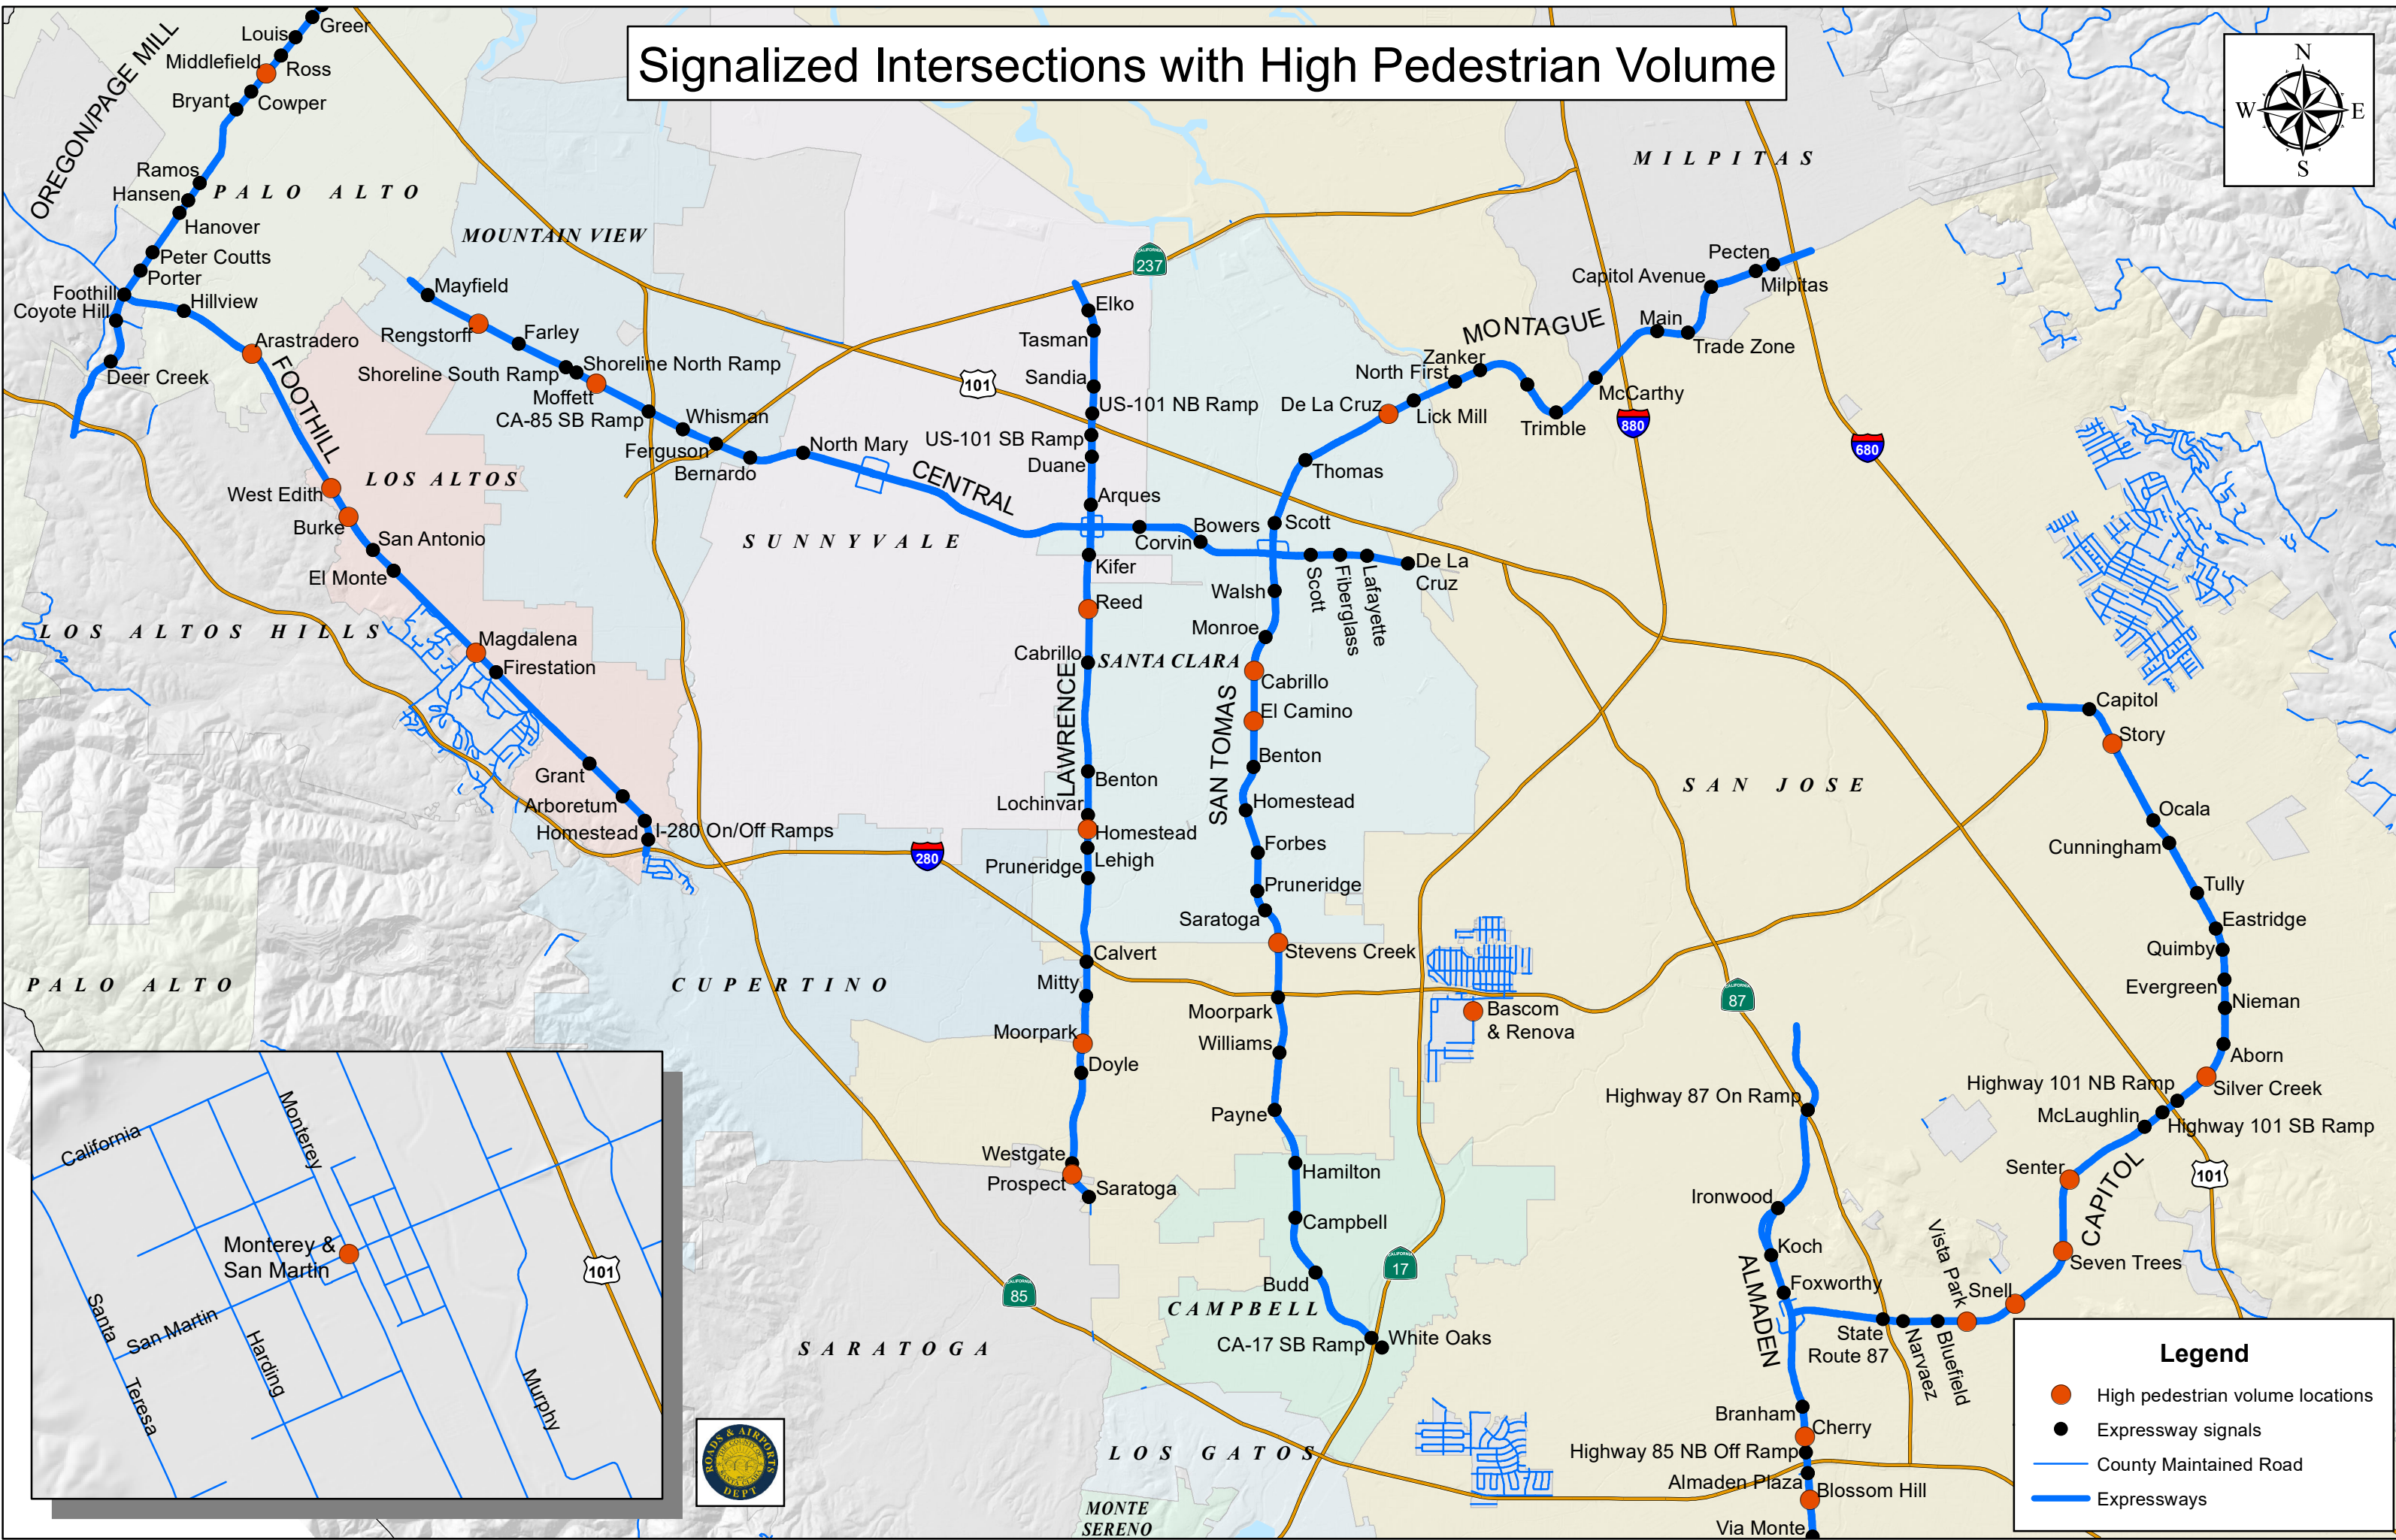 Signalized Intersections with High Pedestrian Volume
N
W
E
S
OREGON/PAGE MILL
Greer
Louis
Middlefield
Ross
Bryant
Cowper
Ramos
Hansen
Hanover
PALO ALTO
Peter Coutts
Porter
Foothill
Coyote Hill
Hillview
Deer Creek
Arastradero
FOOTHILL
West Edith
Burke
San Antonio
El Monte
LOS ALTOS
LOS ALTOS HILLS
Magdalena
Firestation
Grant
Arboretum
Homestead
I-280 On/Off Ramps
MOUNTAIN VIEW
Mayfield
Rengstorff
Farley
Shoreline North Ramp
Shoreline South Ramp
Moffett
CA-85 SB Ramp
Whisman
Ferguson
Bernardo
North Mary
CENTRAL
SUNNYVALE
Corvin
Bowers
Scott
Fiberglass
Lafayette
De La
Cruz
CALIFORNIA
237
101
Elko
Tasman
Sandia
US-101 NB Ramp
US-101 SB Ramp
Duane
Arques
Kifer
Reed
Cabrillo
LAWRENCE
Benton
Lochinvar
Homestead
Lehigh
Pruneridge
280
Calvert
Mitty
Moorpark
Doyle
Westgate
Prospect
Saratoga
SANTA CLARA
MILPITAS
MONTAGUE
Pecten
Capitol Avenue
Milpitas
Main
Trade Zone
McCarthy
Trimble
Zanker
North First
Lick Mill
De La Cruz
Thomas
880
680
Scott
Walsh
Monroe
Cabrillo
El Camino
SAN TOMAS
Benton
Homestead
Forbes
Pruneridge
Saratoga
Stevens Creek
Moorpark
Williams
Payne
Hamilton
Campbell
Budd
CAMPBELL
CA-17 SB Ramp
White Oaks
CALIFORNIA
17
Bascom
& Renova
SAN JOSE
CALIFORNIA
87
Capitol
Story
Ocala
Cunningham
Tully
Eastridge
Quimby
Evergreen
Nieman
Aborn
Silver Creek
Highway 101 NB Ramp
McLaughlin
Highway 101 SB Ramp
101
Senter
CAPITOL
Seven Trees
Snell
Vista Park
Bluefield
Narvaez
State
Route 87
Highway 87 On Ramp
Ironwood
Koch
Foxworthy
ALMADEN
Branham
Cherry
Highway 85 NB Off Ramp
Almaden Plaza
Blossom Hill
Via Monte
PALO ALTO
CUPERTINO
SARATOGA
CALIFORNIA
85
LOS GATOS
MONTE
SERENO
California
Monterey
Monterey &
San Martin
101
Santa
Teresa
San Martin
Harding
Murphy
ROADS & AIRPORTS
DEPT
Legend
High pedestrian volume locations
Expressway signals
County Maintained Road
Expressways